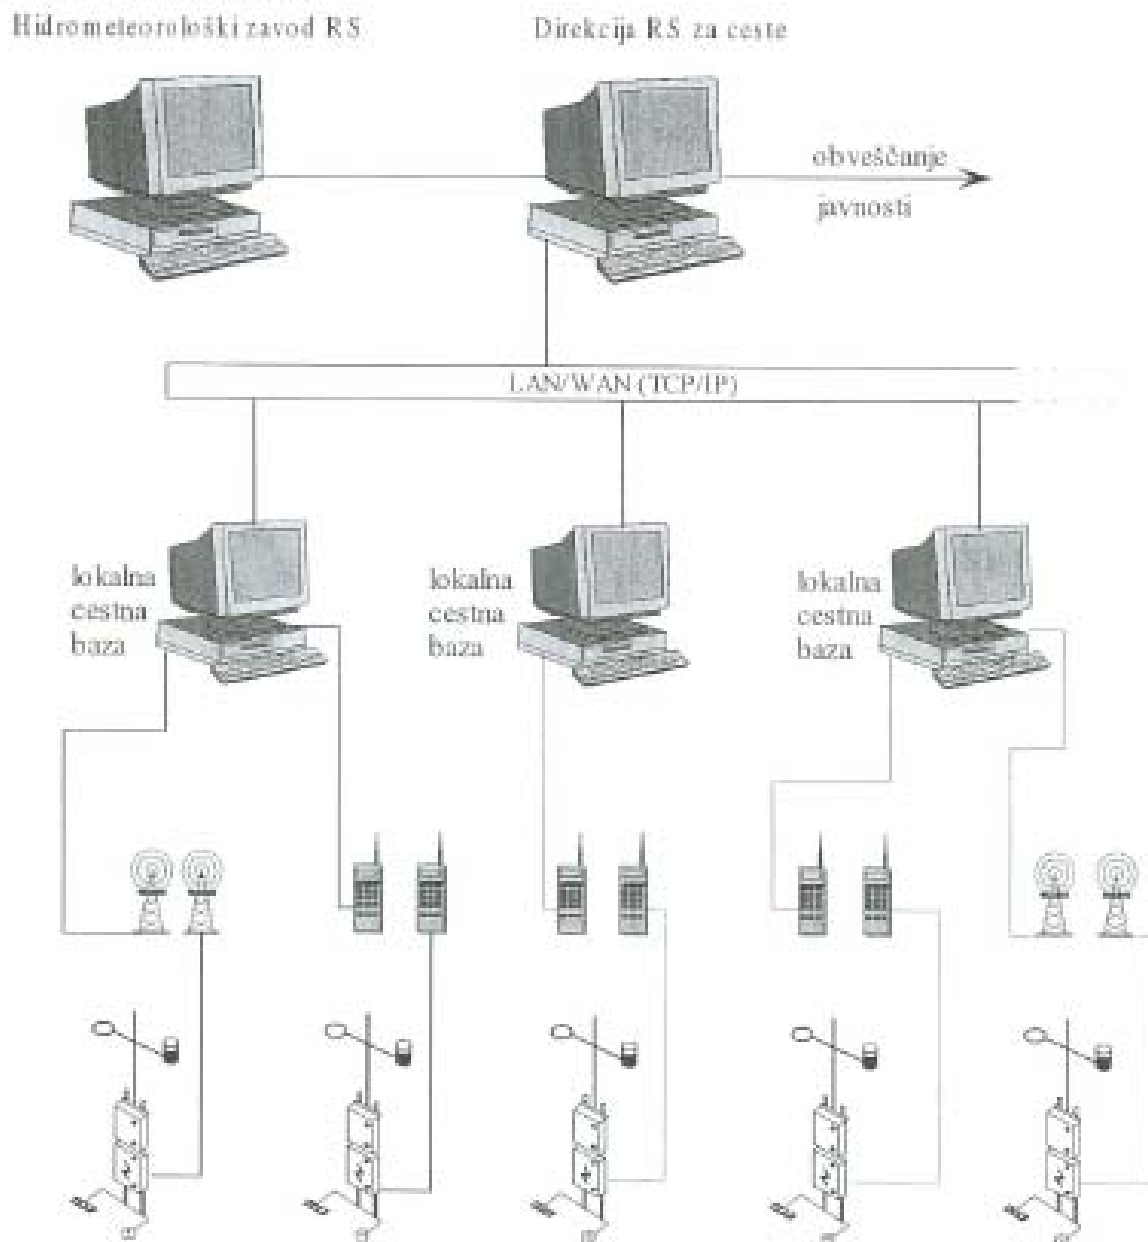 Hidrometeorološki zavod RS
Direkcija RS za ceste
obveščanje
javnosti
LAN/WAN (TCP/IP)
lokalna
cestna
baza
lokalna
cestna
baza
lokalna
cestna
baza